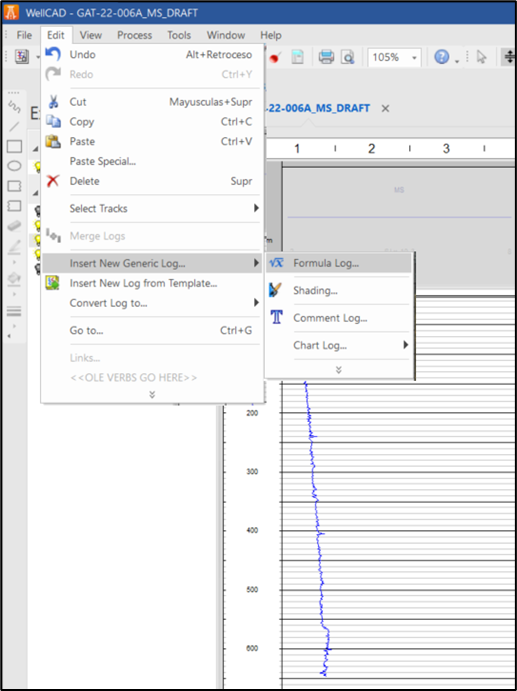 WellCAD - GAT-22-006A_MS_DRAFT
File Edit View Process Tools Window Help
Undo Alt+Retroceso
Redo Ctrl+Y
105%
Cut Mayusculas+Supr
-22-006A_MS_DRAFT ×
Copy Ctrl+C
Paste Ctrl+V
1 2 3
Paste Special...
Delete Supr
MS
Select Tracks
Merge Logs
Insert New Generic Log...
Formula Log...
Insert New Log from Template...
Shading...
Convert Log to...
Comment Log...
Go to... Ctrl+G
Chart Log...
Links...
<<OLE VERBS GO HERE>>
200
300
400
500
600